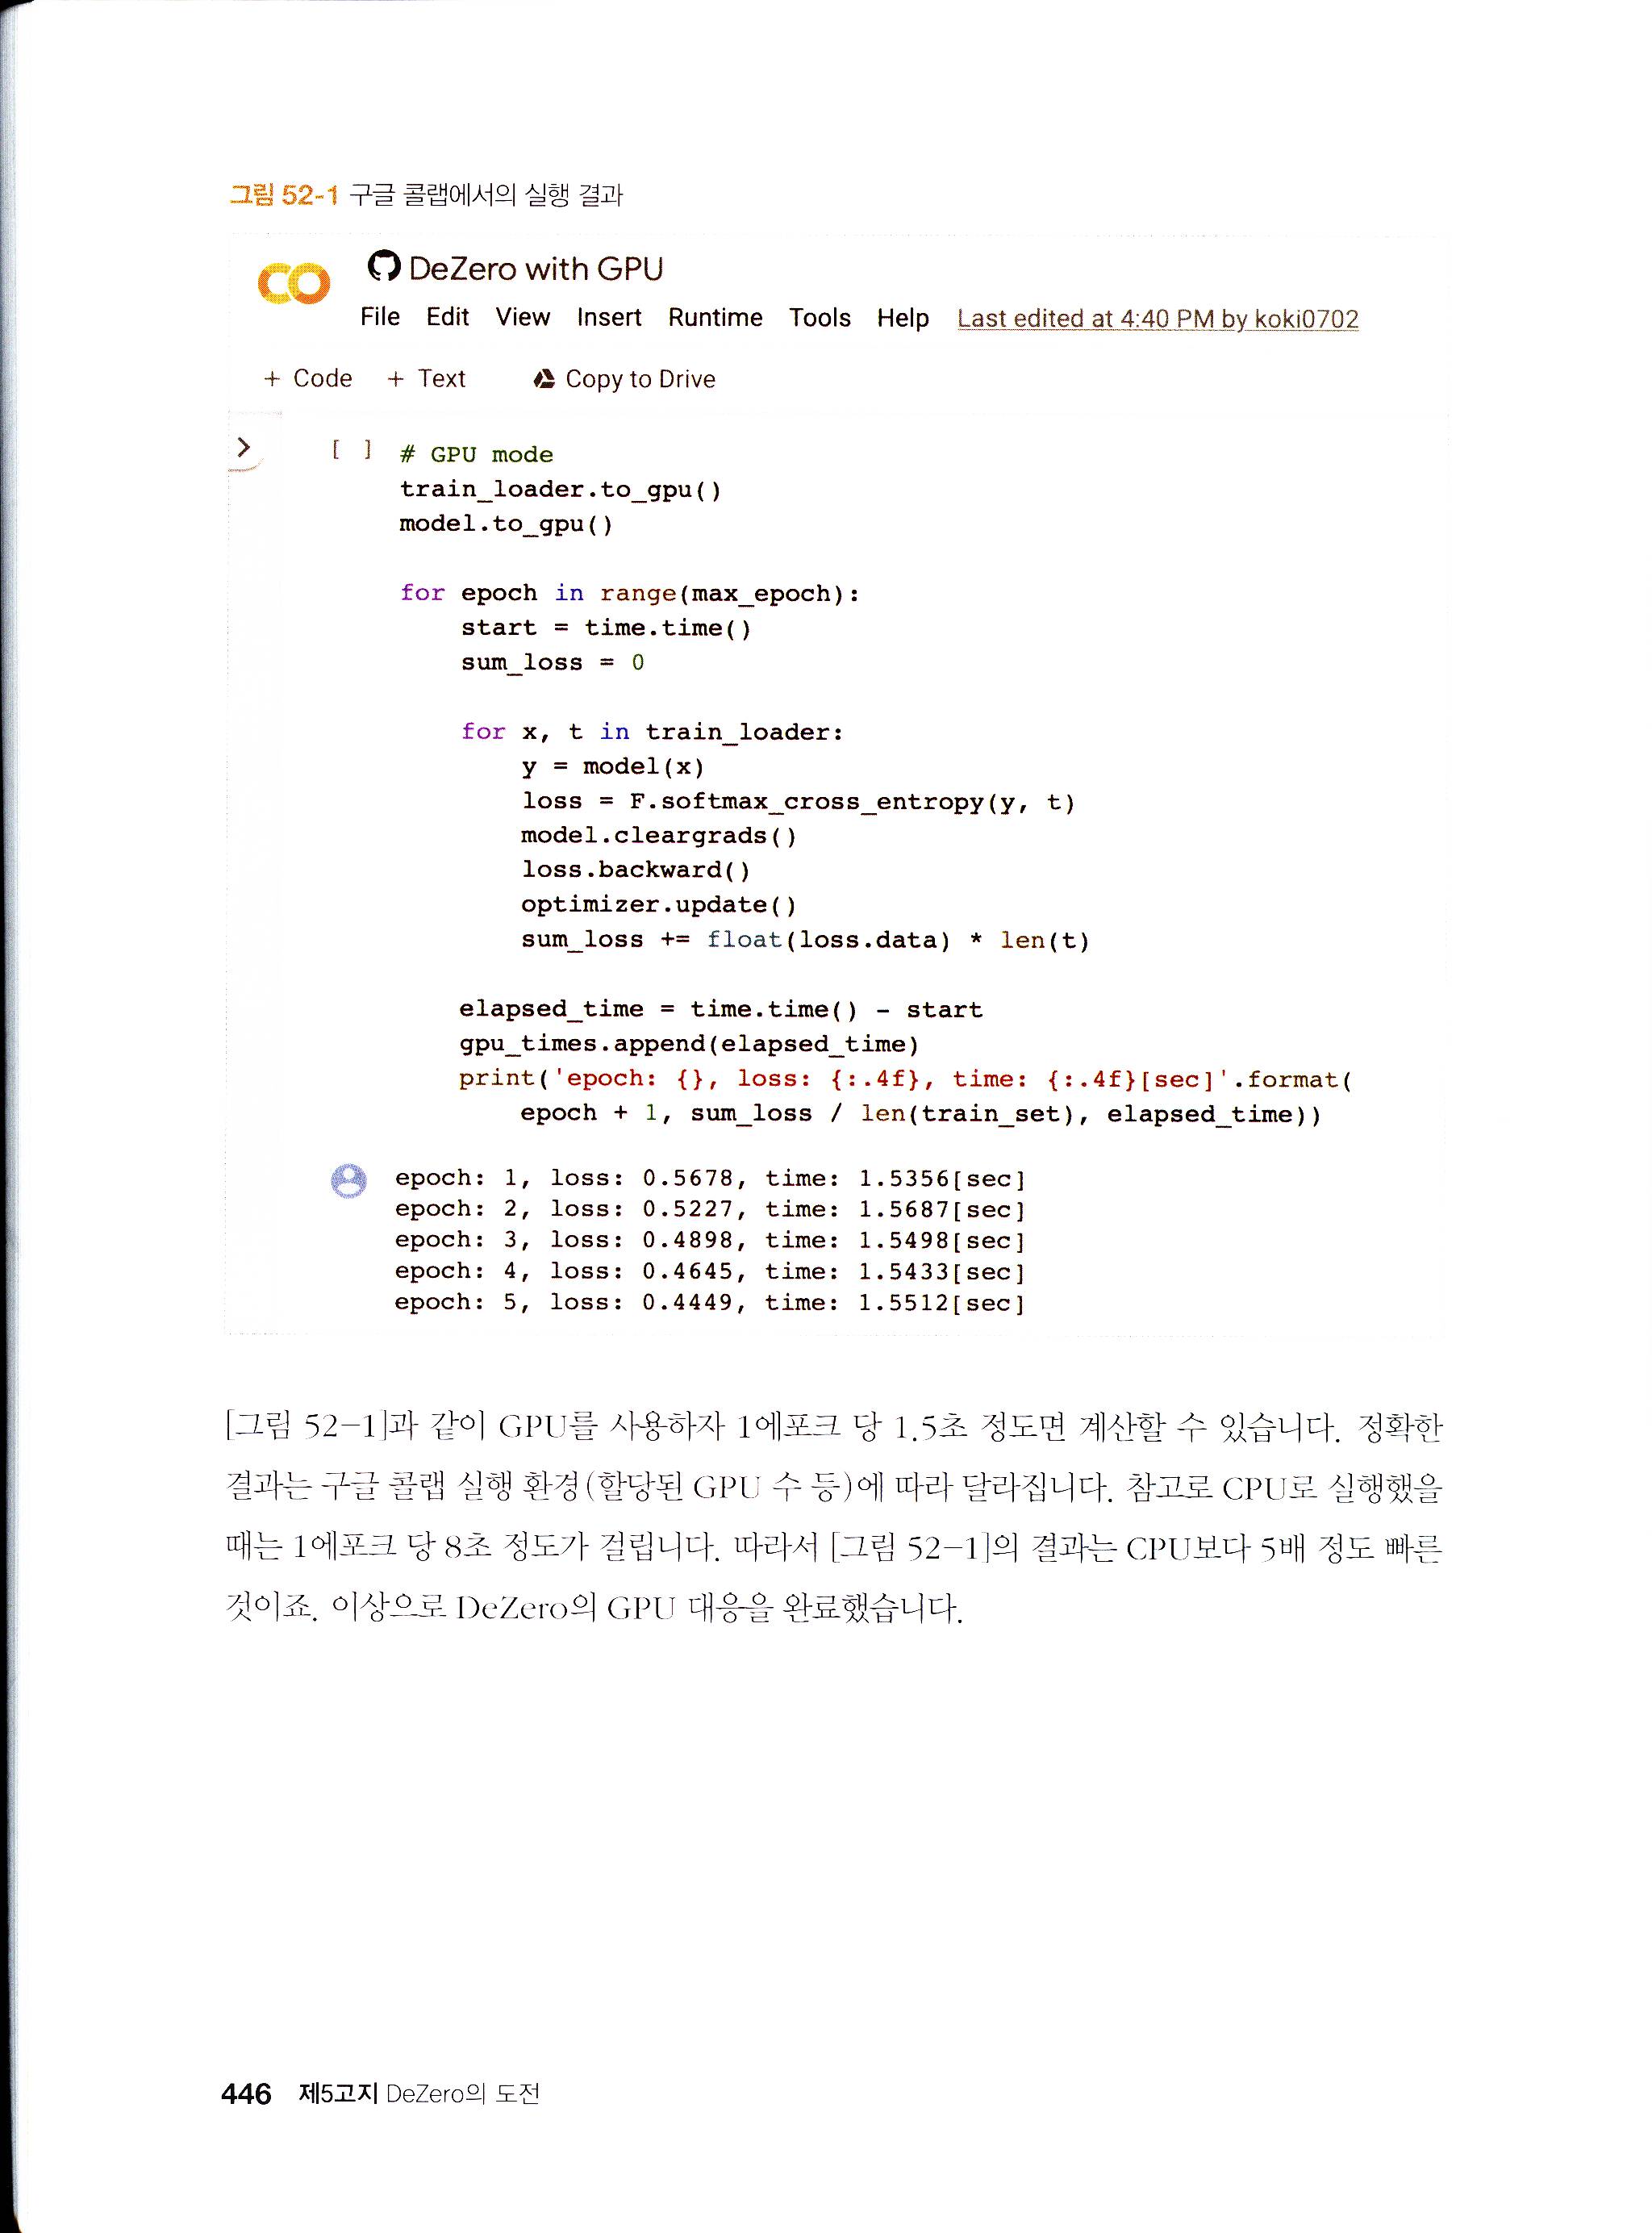 그림 52-1 구글 콜랩에서의 실행 결과
CO
DeZero with GPU
File Edit View Insert Runtime Tools Help Last edited at 4:40 PM by koki0702
+ Code + Text Copy to Drive
[ ] # GPU mode
train_loader.to_gpu()
model.to_gpu()
for epoch in range(max_epoch):
    start = time.time()
    sum_loss = 0
    for x, t in train_loader:
        y = model(x)
        loss = F.softmax_cross_entropy(y, t)
        model.cleargrads()
        loss.backward()
        optimizer.update()
        sum_loss += float(loss.data) * len(t)
    elapsed_time = time.time() - start
    gpu_times.append(elapsed_time)
    print('epoch: {}, loss: {:.4f}, time: {:.4f}[sec]'.format(
        epoch + 1, sum_loss / len(train_set), elapsed_time))
epoch: 1, loss: 0.5678, time: 1.5356[sec]
epoch: 2, loss: 0.5227, time: 1.5687[sec]
epoch: 3, loss: 0.4898, time: 1.5498[sec]
epoch: 4, loss: 0.4645, time: 1.5433[sec]
epoch: 5, loss: 0.4449, time: 1.5512[sec]
[그림 52-1]과 같이 GPU를 사용하자 1에포크 당 1.5초 정도면 계산할 수 있습니다. 정확한
결과는 구글 콜랩 실행 환경(할당된 GPU 수 등)에 따라 달라집니다. 참고로 CPU로 실행했을
때는 1에포크 당 8초 정도가 걸립니다. 따라서 [그림 52-1]의 결과는 CPU보다 5배 정도 빠른
것이죠. 이상으로 DeZero의 GPU 대응을 완료했습니다.
446 제5고지 DeZero의 도전